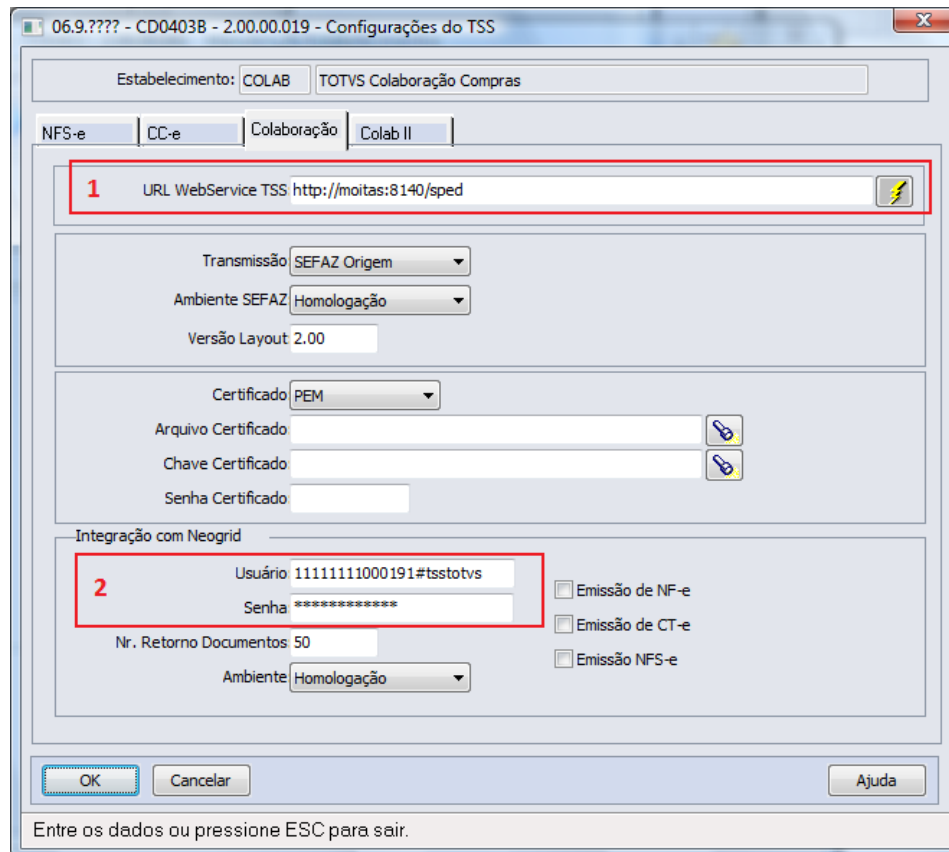 06.9.???? - CD0403B - 2.00.00.019 - Configurações do TSS
Estabelecimento: COLAB TOTVS Colaboração Compras
NFS-e CC-e Colaboração Colab II
1 URL WebService TSS http://moitas:8140/sped
Transmissão SEFAZ Origem
Ambiente SEFAZ Homologação
Versão Layout 2.00
Certificado PEM
Arquivo Certificado
Chave Certificado
Senha Certificado
Integração com Neogrid
2 Usuário 11111111000191#tsstotvs
Senha ************
Nr. Retorno Documentos 50
Ambiente Homologação
Emissão de NF-e
Emissão de CT-e
Emissão NFS-e
OK Cancelar Ajuda
Entre os dados ou pressione ESC para sair.